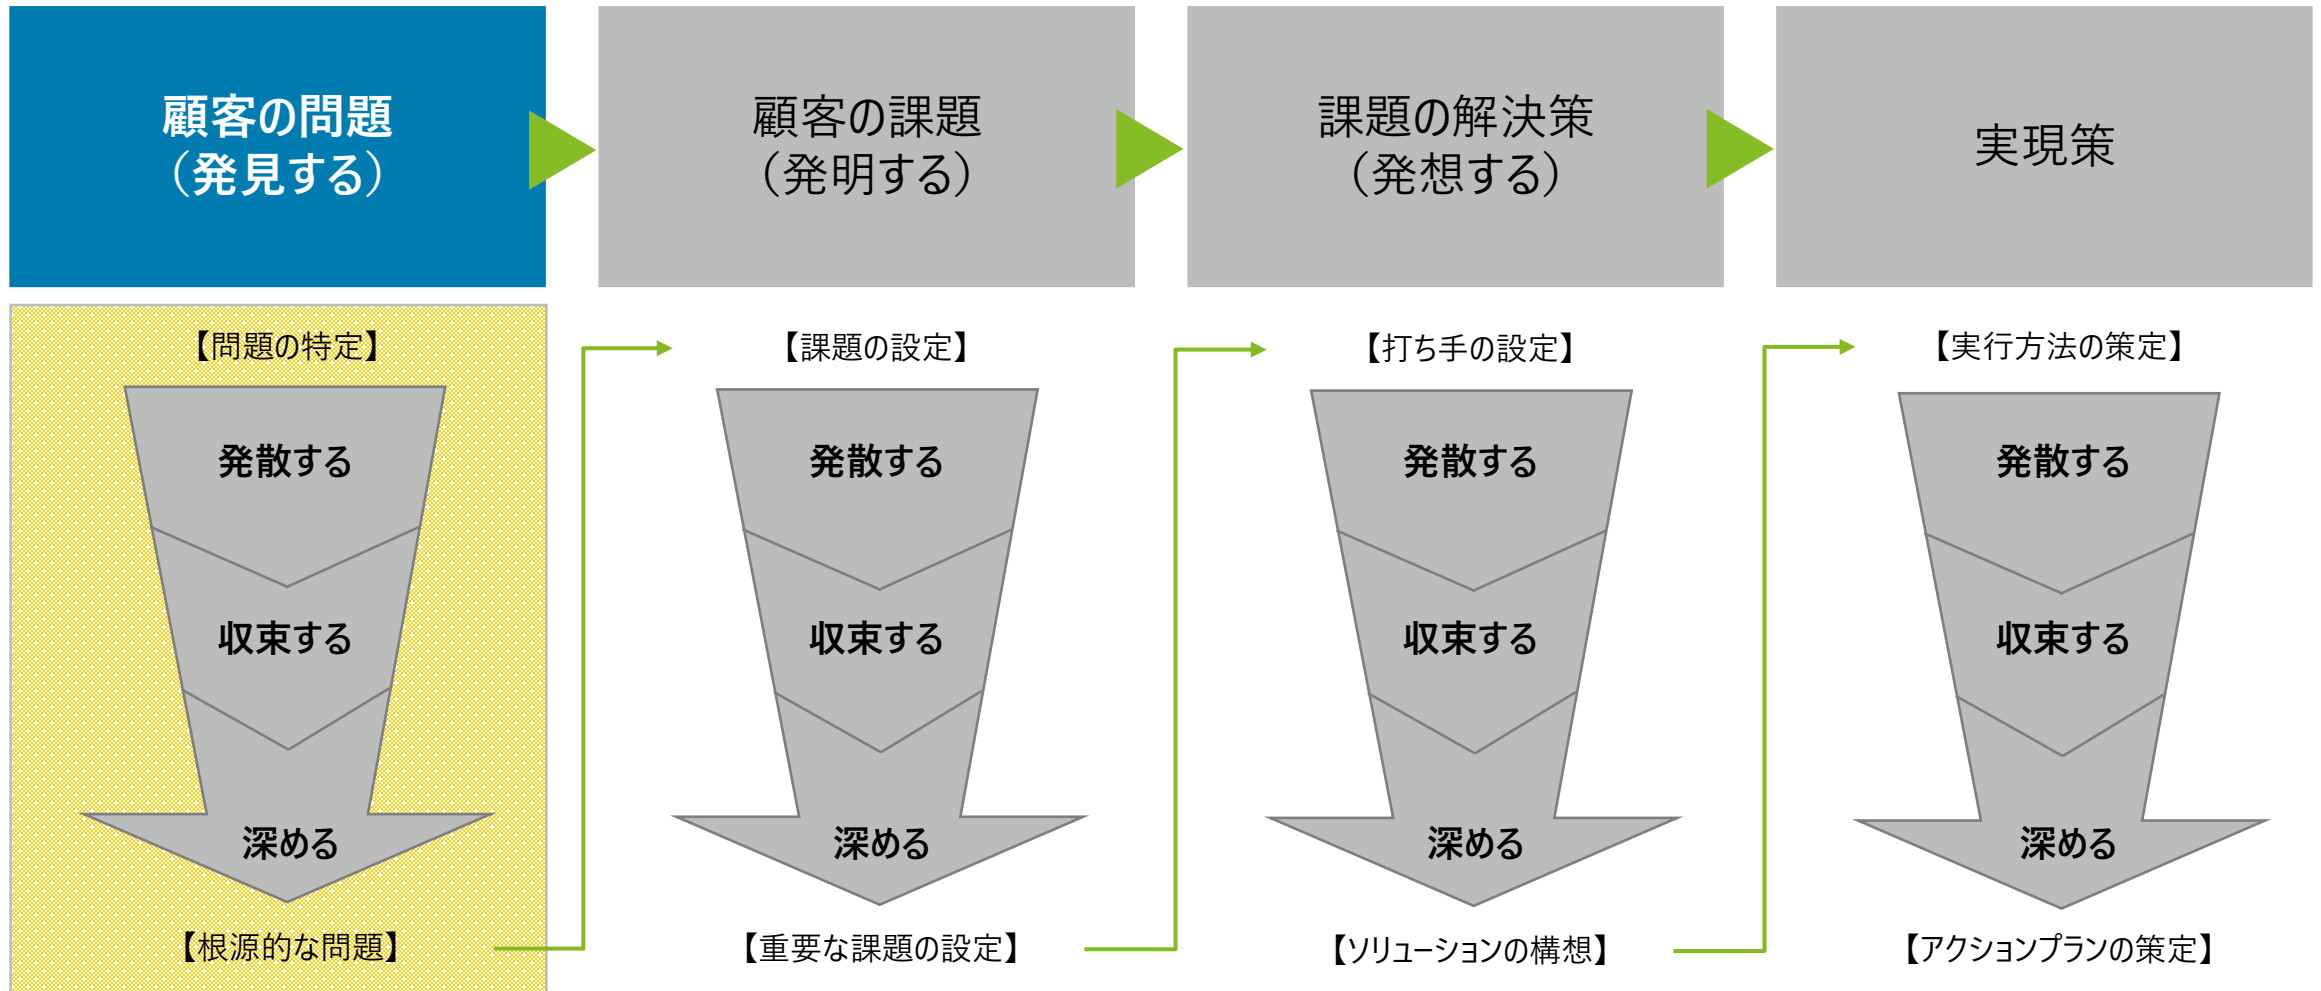 顧客の問題
（発見する）
顧客の課題
（発明する）
課題の解決策
（発想する）
実現策
【問題の特定】
発散する
収束する
深める
【根源的な問題】
【課題の設定】
発散する
収束する
深める
【重要な課題の設定】
【打ち手の設定】
発散する
収束する
深める
【ソリューションの構想】
【実行方法の策定】
発散する
収束する
深める
【アクションプランの策定】